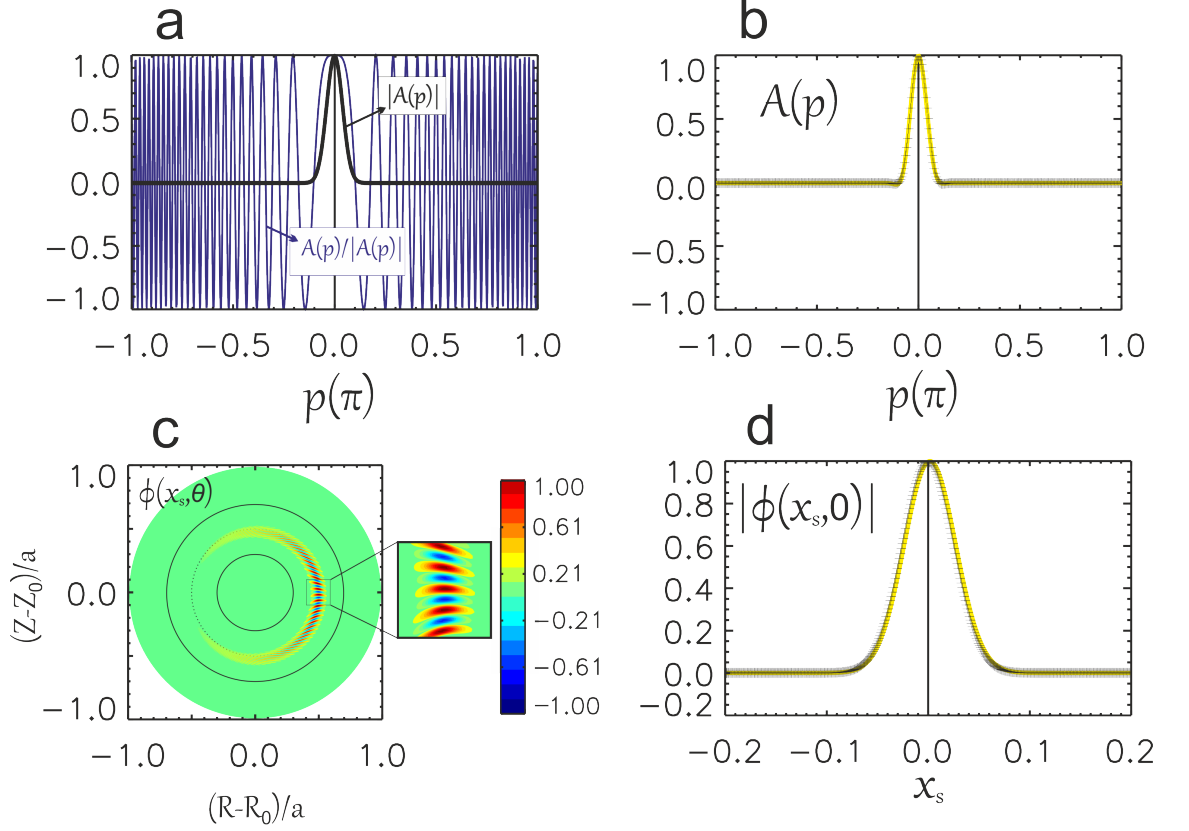 a
1.0
0.5
0.0
−0.5
−1.0
|A(p)|
A(p)/|A(p)|
−1.0 −0.5 0.0 0.5 1.0
p(π)
b
1.0
0.5
0.0
−0.5
−1.0
A(p)
−1.0 −0.5 0.0 0.5 1.0
p(π)
c
1.0
0.0
−1.0
(Z-Z₀)/a
ϕ(xₛ,θ)
−1.0 0.0 1.0
(R-R₀)/a
1.00
0.61
0.21
−0.21
−0.61
−1.00
d
1.0
0.8
0.6
0.4
0.2
0.0
−0.2
|ϕ(xₛ,0)|
−0.2 −0.1 0.0 0.1 0.2
xₛ